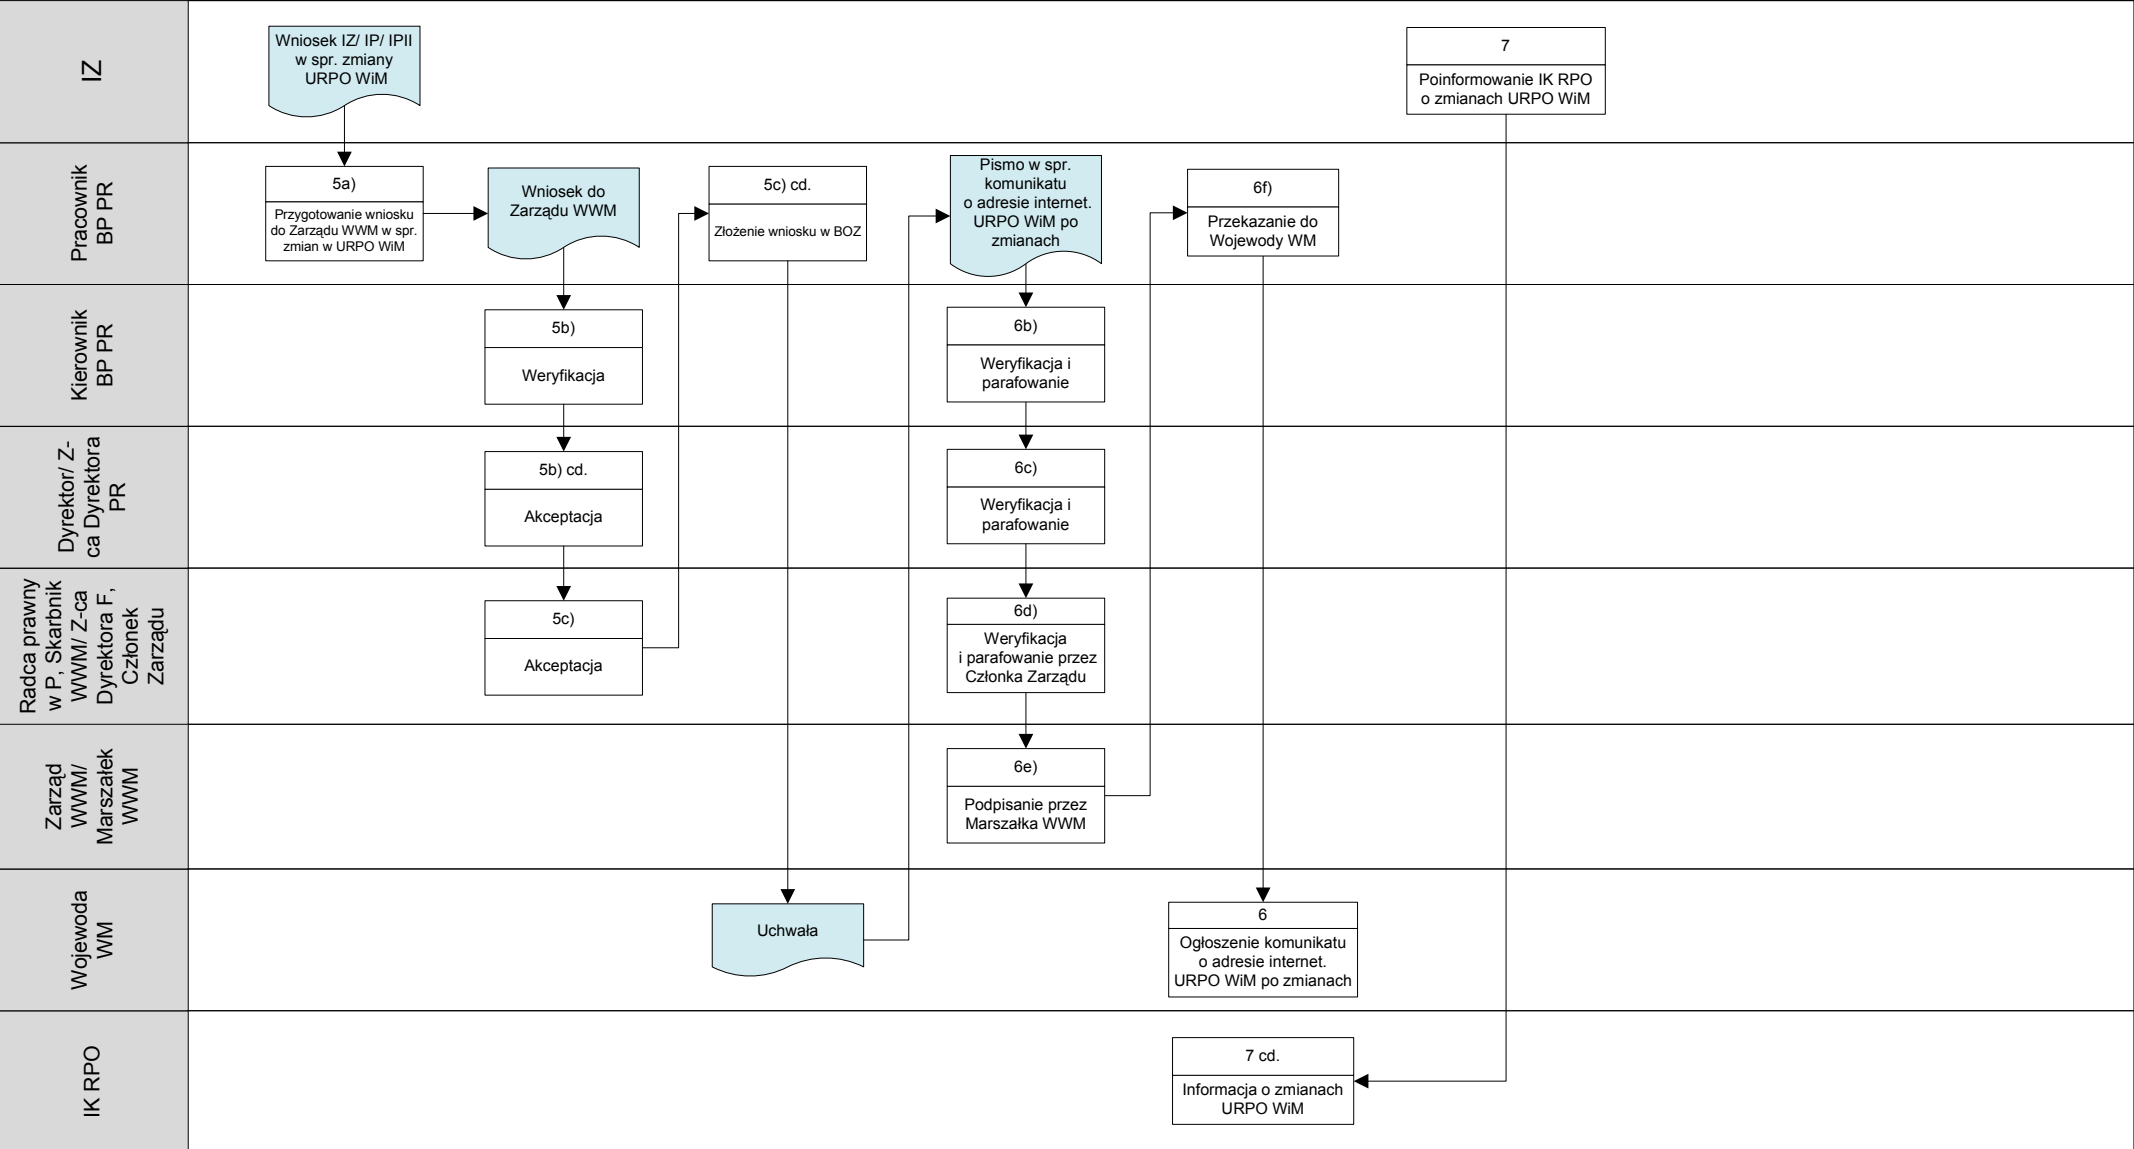 IZ
Wniosek IZ/ IP/ IPII
w spr. zmiany
URPO WiM
7
Poinformowanie IK RPO
o zmianach URPO WiM
Pracownik
BP PR
5a)
Przygotowanie wniosku
do Zarządu WWM w spr.
zmian w URPO WiM
Wniosek do
Zarządu WWM
5c) cd.
Złożenie wniosku w BOZ
Pismo w spr.
komunikatu
o adresie internet.
URPO WiM po
zmianach
6f)
Przekazanie do
Wojewody WM
Kierownik
BP PR
5b)
Weryfikacja
6b)
Weryfikacja i
parafowanie
Dyrektor/ Z-
ca Dyrektora
PR
5b) cd.
Akceptacja
6c)
Weryfikacja i
parafowanie
Radca prawny
w P, Skarbnik
WWM/ Z-ca
Dyrektora F,
Członek
Zarządu
5c)
Akceptacja
6d)
Weryfikacja
i parafowanie przez
Członka Zarządu
Zarząd
WWM/
Marszałek
WWM
6e)
Podpisanie przez
Marszałka WWM
Wojewoda
WM
Uchwała
6
Ogłoszenie komunikatu
o adresie internet.
URPO WiM po zmianach
IK RPO
7 cd.
Informacja o zmianach
URPO WiM